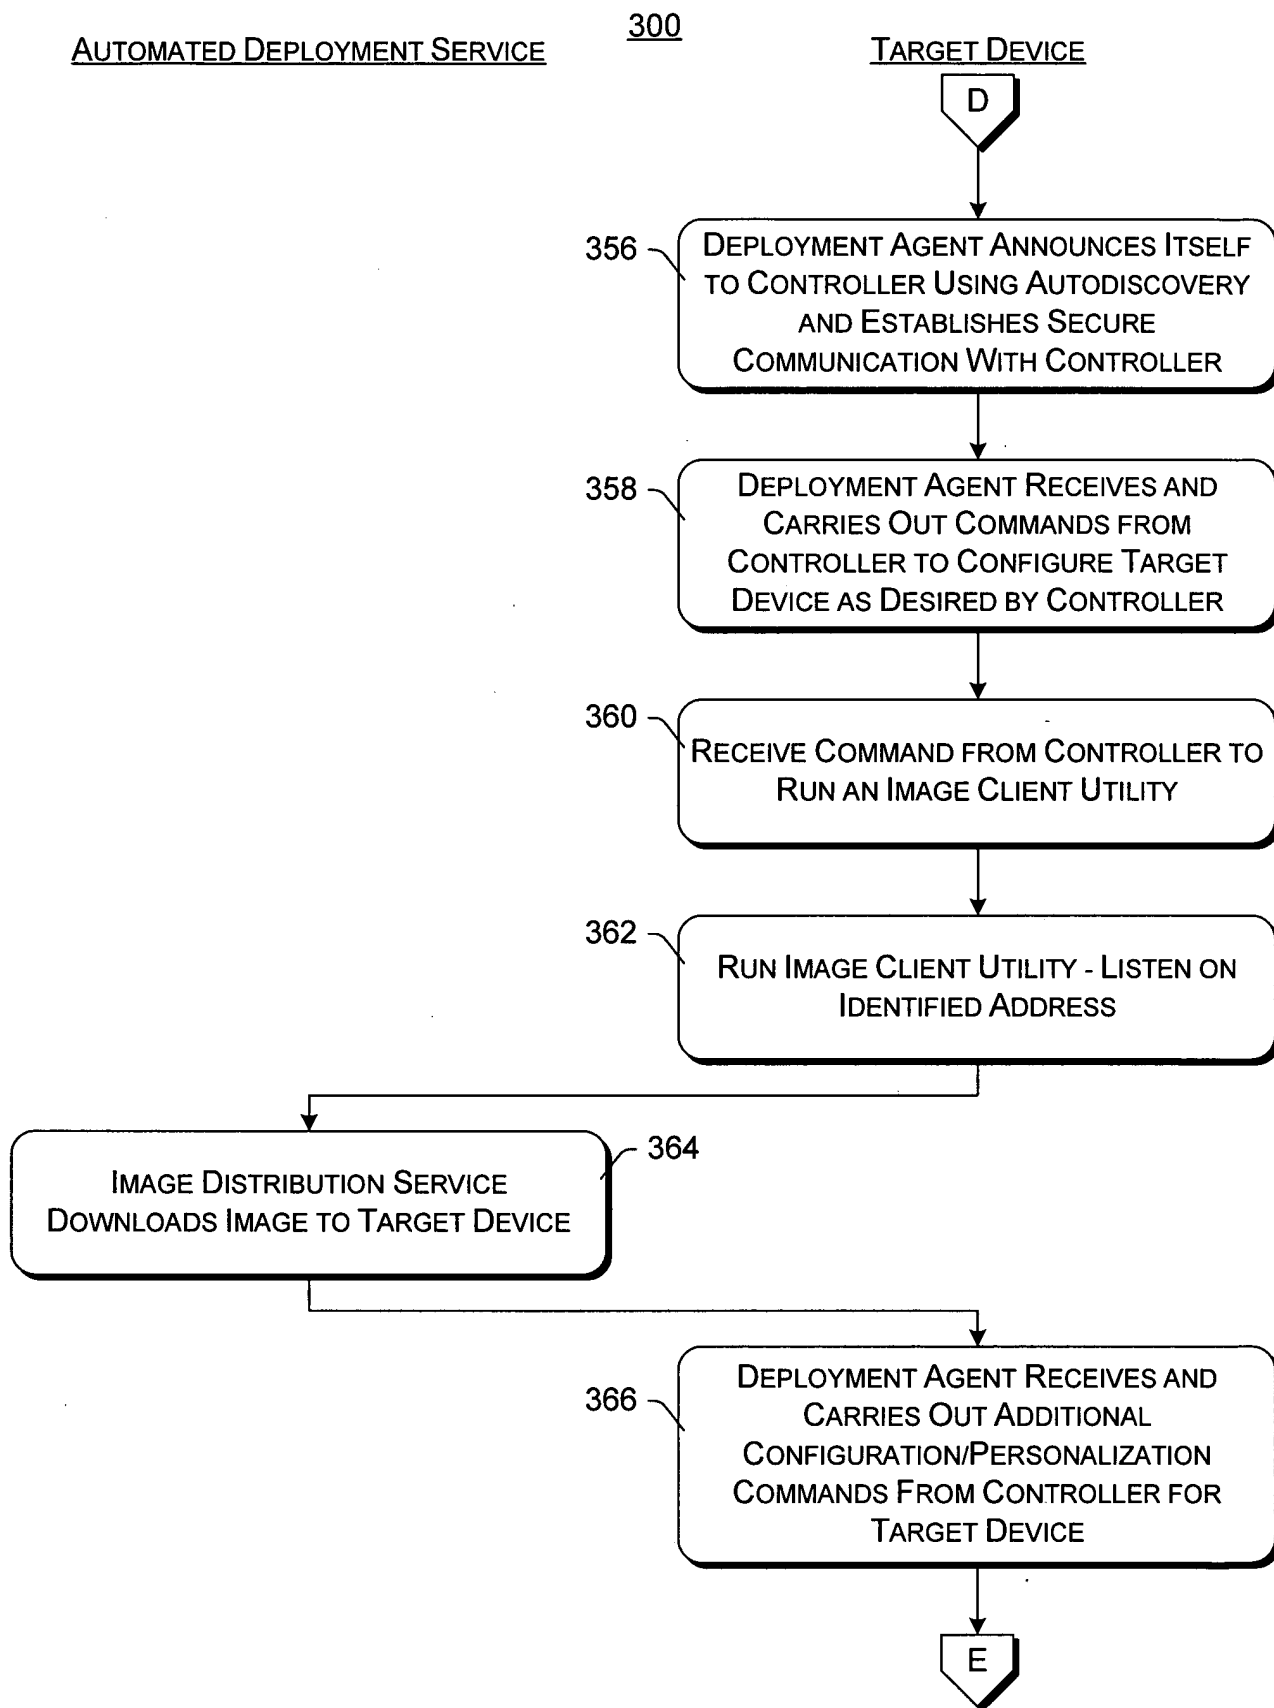 300
AUTOMATED DEPLOYMENT SERVICE
TARGET DEVICE
D
356
DEPLOYMENT AGENT ANNOUNCES ITSELF
TO CONTROLLER USING AUTODISCOVERY
AND ESTABLISHES SECURE
COMMUNICATION WITH CONTROLLER
358
DEPLOYMENT AGENT RECEIVES AND
CARRIES OUT COMMANDS FROM
CONTROLLER TO CONFIGURE TARGET
DEVICE AS DESIRED BY CONTROLLER
360
RECEIVE COMMAND FROM CONTROLLER TO
RUN AN IMAGE CLIENT UTILITY
362
RUN IMAGE CLIENT UTILITY - LISTEN ON
IDENTIFIED ADDRESS
364
IMAGE DISTRIBUTION SERVICE
DOWNLOADS IMAGE TO TARGET DEVICE
366
DEPLOYMENT AGENT RECEIVES AND
CARRIES OUT ADDITIONAL
CONFIGURATION/PERSONALIZATION
COMMANDS FROM CONTROLLER FOR
TARGET DEVICE
E